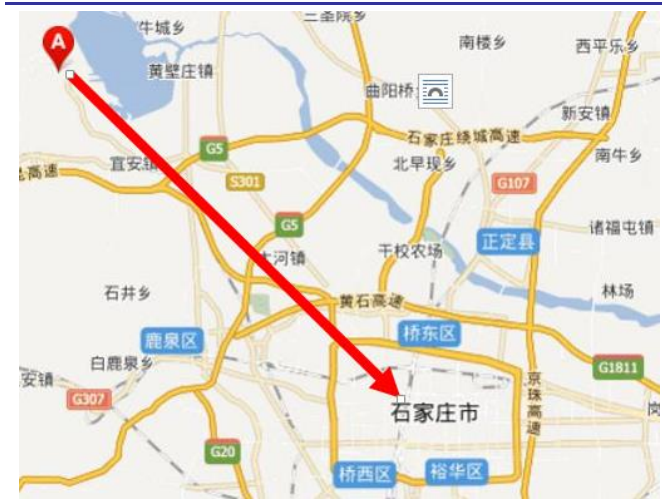 牛城乡
三圣院乡
南楼乡
西平乐乡
A
黄壁庄镇
曲阳桥
新安镇
石家庄绕城高速
G5
宜安镇
北早现乡
南牛乡
高速
S301
G107
G5
诸福屯镇
正定县
大河镇
干校农场
石井乡
林场
黄石高速
鹿泉区
桥东区
白鹿泉乡
G1811
安镇
京珠高速
G307
石家庄市
岗
G20
桥西区
裕华区